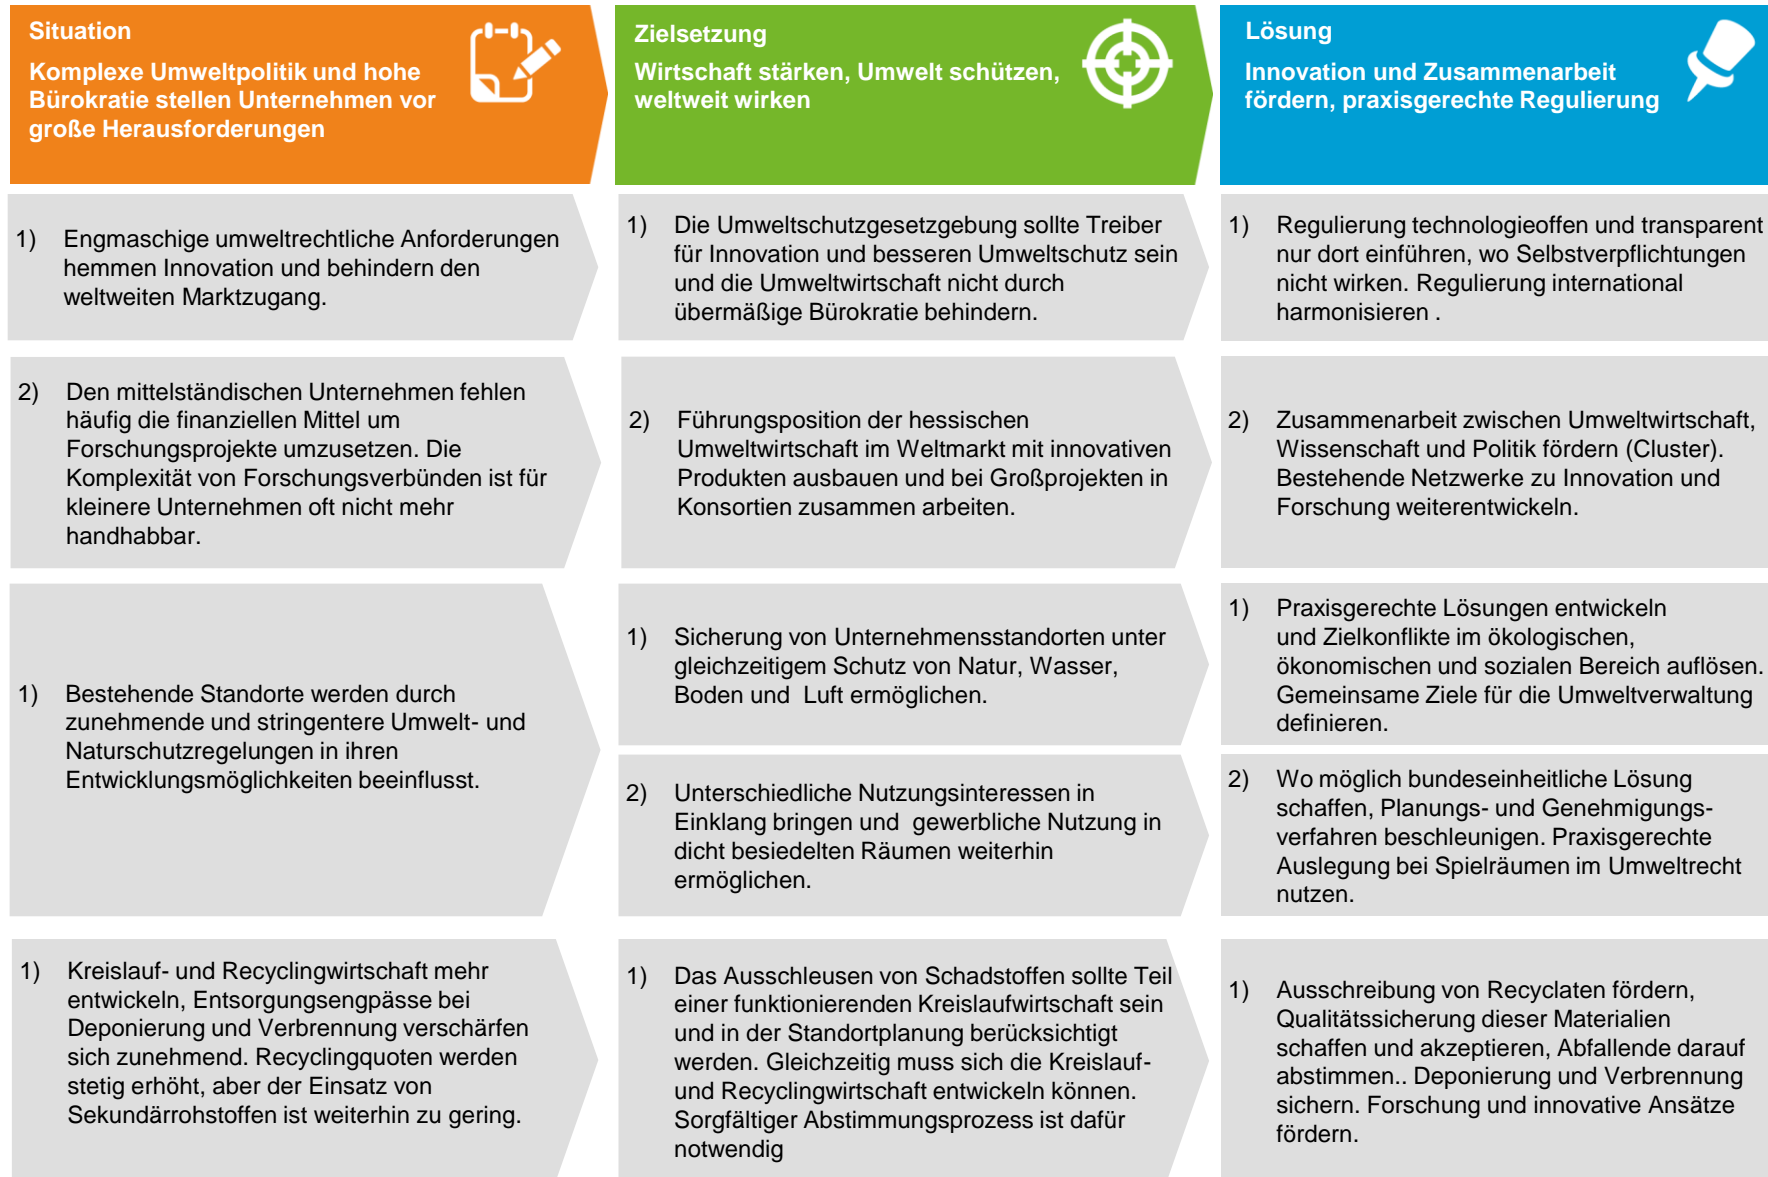 Situation
Komplexe Umweltpolitik und hohe
Bürokratie stellen Unternehmen vor
große Herausforderungen
Zielsetzung
Wirtschaft stärken, Umwelt schützen,
weltweit wirken
Lösung
Innovation und Zusammenarbeit
fördern, praxisgerechte Regulierung
1) Engmaschige umweltrechtliche Anforderungen
hemmen Innovation und behindern den
weltweiten Marktzugang.
1) Die Umweltschutzgesetzgebung sollte Treiber
für Innovation und besseren Umweltschutz sein
und die Umweltwirtschaft nicht durch
übermäßige Bürokratie behindern.
1) Regulierung technologieoffen und transparent
nur dort einführen, wo Selbstverpflichtungen
nicht wirken. Regulierung international
harmonisieren .
2) Den mittelständischen Unternehmen fehlen
häufig die finanziellen Mittel um
Forschungsprojekte umzusetzen. Die
Komplexität von Forschungsverbünden ist für
kleinere Unternehmen oft nicht mehr
handhabbar.
2) Führungsposition der hessischen
Umweltwirtschaft im Weltmarkt mit innovativen
Produkten ausbauen und bei Großprojekten in
Konsortien zusammen arbeiten.
2) Zusammenarbeit zwischen Umweltwirtschaft,
Wissenschaft und Politik fördern (Cluster).
Bestehende Netzwerke zu Innovation und
Forschung weiterentwickeln.
1) Bestehende Standorte werden durch
zunehmende und stringentere Umwelt- und
Naturschutzregelungen in ihren
Entwicklungsmöglichkeiten beeinflusst.
1) Sicherung von Unternehmensstandorten unter
gleichzeitigem Schutz von Natur, Wasser,
Boden und Luft ermöglichen.
1) Praxisgerechte Lösungen entwickeln
und Zielkonflikte im ökologischen,
ökonomischen und sozialen Bereich auflösen.
Gemeinsame Ziele für die Umweltverwaltung
definieren.
2) Unterschiedliche Nutzungsinteressen in
Einklang bringen und gewerbliche Nutzung in
dicht besiedelten Räumen weiterhin
ermöglichen.
2) Wo möglich bundeseinheitliche Lösung
schaffen, Planungs- und Genehmigungs-
verfahren beschleunigen. Praxisgerechte
Auslegung bei Spielräumen im Umweltrecht
nutzen.
1) Kreislauf- und Recyclingwirtschaft mehr
entwickeln, Entsorgungsengpässe bei
Deponierung und Verbrennung verschärfen
sich zunehmend. Recyclingquoten werden
stetig erhöht, aber der Einsatz von
Sekundärrohstoffen ist weiterhin zu gering.
1) Das Ausschleusen von Schadstoffen sollte Teil
einer funktionierenden Kreislaufwirtschaft sein
und in der Standortplanung berücksichtigt
werden. Gleichzeitig muss sich die Kreislauf-
und Recyclingwirtschaft entwickeln können.
Sorgfältiger Abstimmungsprozess ist dafür
notwendig
1) Ausschreibung von Recyclaten fördern,
Qualitätssicherung dieser Materialien
schaffen und akzeptieren, Abfallende darauf
abstimmen.. Deponierung und Verbrennung
sichern. Forschung und innovative Ansätze
fördern.